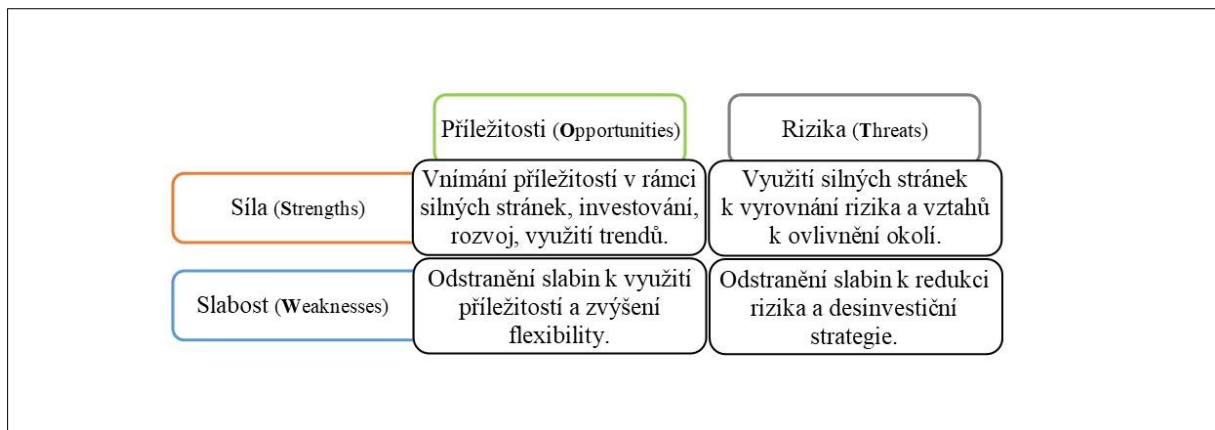 Příležitosti (Opportunities)
Rizika (Threats)
Síla (Strengths)
Vnímání příležitostí v rámci
silných stránek, investování,
rozvoj, využití trendů.
Využití silných stránek
k vyrovnání rizika a vztahů
k ovlivnění okolí.
Slabost (Weaknesses)
Odstranění slabin k využití
příležitostí a zvýšení
flexibility.
Odstranění slabin k redukci
rizika a desinvestiční
strategie.